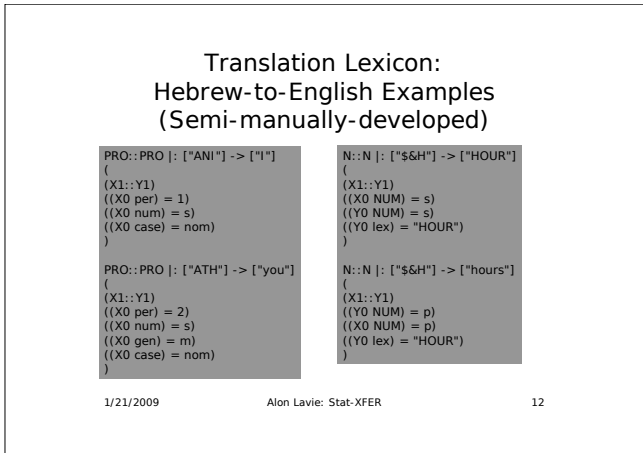 Translation Lexicon:
Hebrew-to-English Examples
(Semi-manually-developed)
PRO::PRO |: ["ANI"] -> ["I"]
(
(X1::Y1)
((X0 per) = 1)
((X0 num) = s)
((X0 case) = nom)
)
PRO::PRO |: ["ATH"] -> ["you"]
(
(X1::Y1)
((X0 per) = 2)
((X0 num) = s)
((X0 gen) = m)
((X0 case) = nom)
)
N::N |: ["$&H"] -> ["HOUR"]
(
(X1::Y1)
((X0 NUM) = s)
((Y0 NUM) = s)
((Y0 lex) = "HOUR")
)
N::N |: ["$&H"] -> ["hours"]
(
(X1::Y1)
((Y0 NUM) = p)
((X0 NUM) = p)
((Y0 lex) = "HOUR")
)
1/21/2009
Alon Lavie: Stat-XFER
12